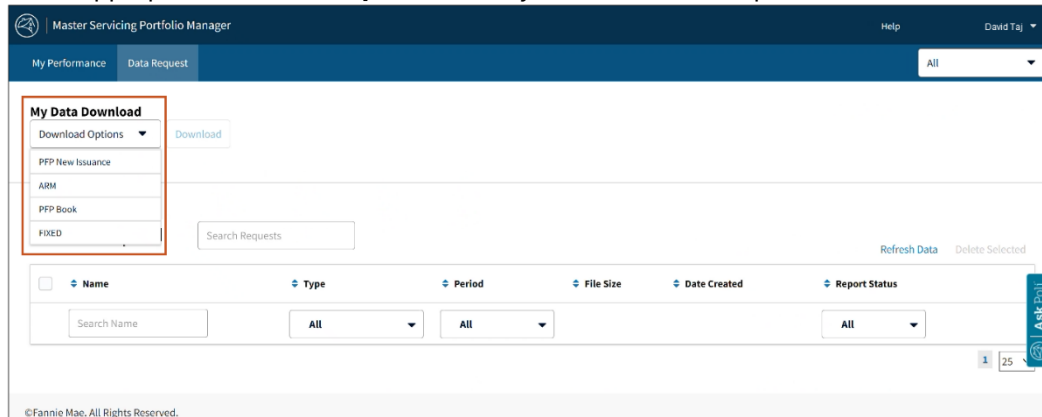 Master Servicing Portfolio Manager Help David Taj
My Performance Data Request All
My Data Download
Download Options Download
PFP New Issuance
ARM
PFP Book
FIXED
Search Requests
Refresh Data Delete Selected
Name Type Period File Size Date Created Report Status
Search Name All All All
Ask Poli
1 25
©Fannie Mae. All Rights Reserved.